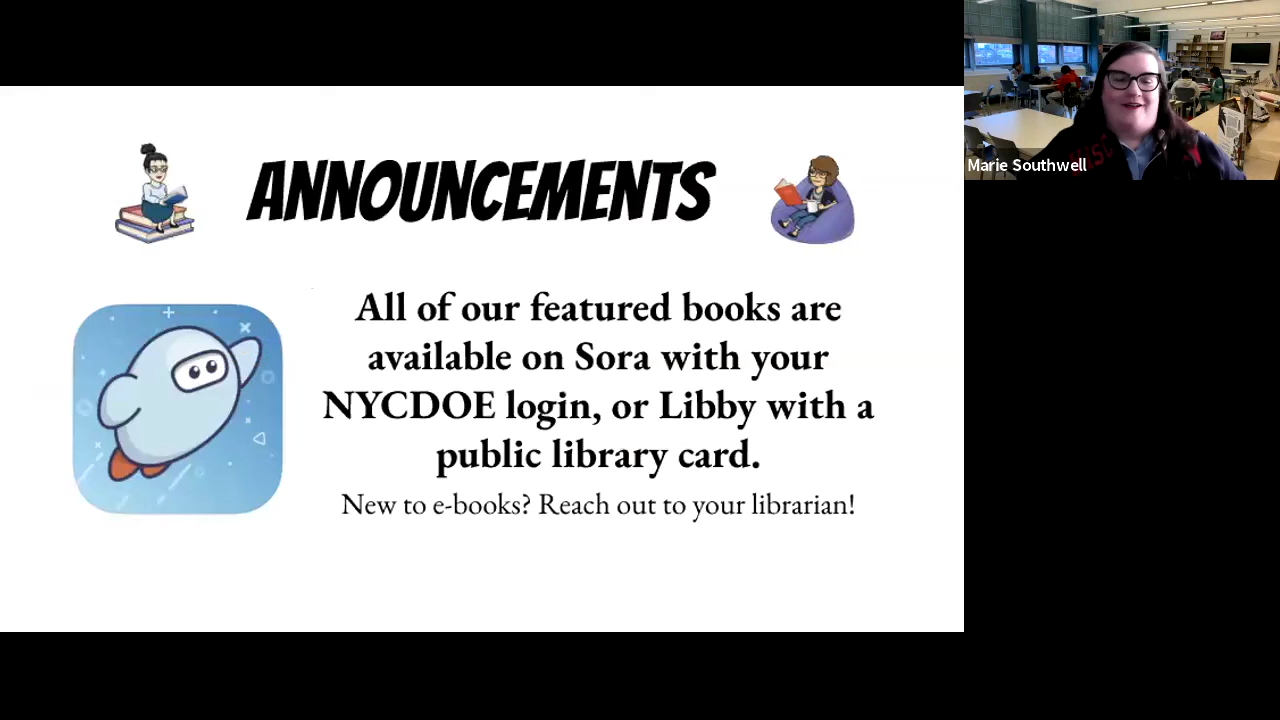 ANNOUNCEMENTS
All of our featured books are
available on Sora with your
NYCDOE login, or Libby with a
public library card.
New to e-books? Reach out to your librarian!
Marie Southwell